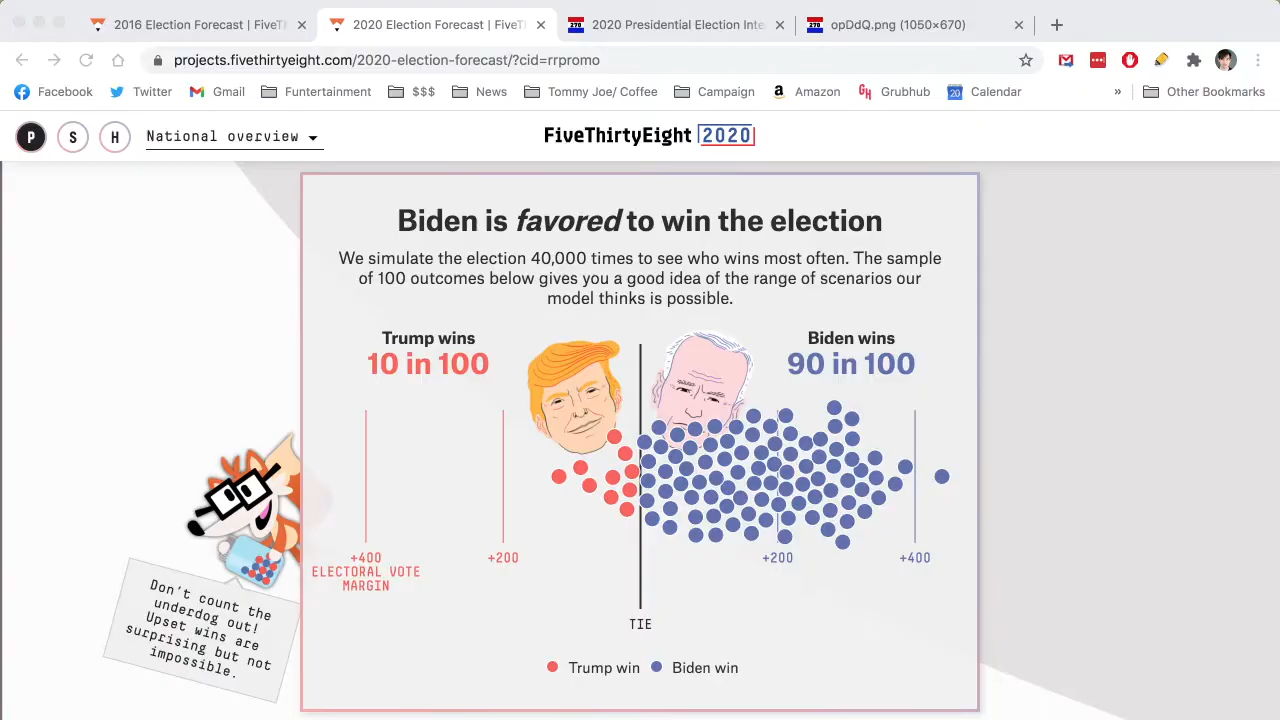 2016 Election Forecast | FiveT
2020 Election Forecast | FiveT
2020 Presidential Election Inte
opDdQ.png (1050×670)
projects.fivethirtyeight.com/2020-election-forecast/?cid=rrpromo
Facebook
Twitter
Gmail
Funtertainment
$$$
News
Tommy Joe/ Coffee
Campaign
Amazon
Grubhub
20
Calendar
»
Other Bookmarks
P
S
H
National overview
FiveThirtyEight 2020
Biden is favored to win the election
We simulate the election 40,000 times to see who wins most often. The sample
of 100 outcomes below gives you a good idea of the range of scenarios our
model thinks is possible.
Trump wins
10 in 100
Biden wins
90 in 100
+400
ELECTORAL VOTE
MARGIN
+200
+200
+400
TIE
Trump win
Biden win
Don't count the
underdog out!
Upset wins are
surprising but not
impossible.